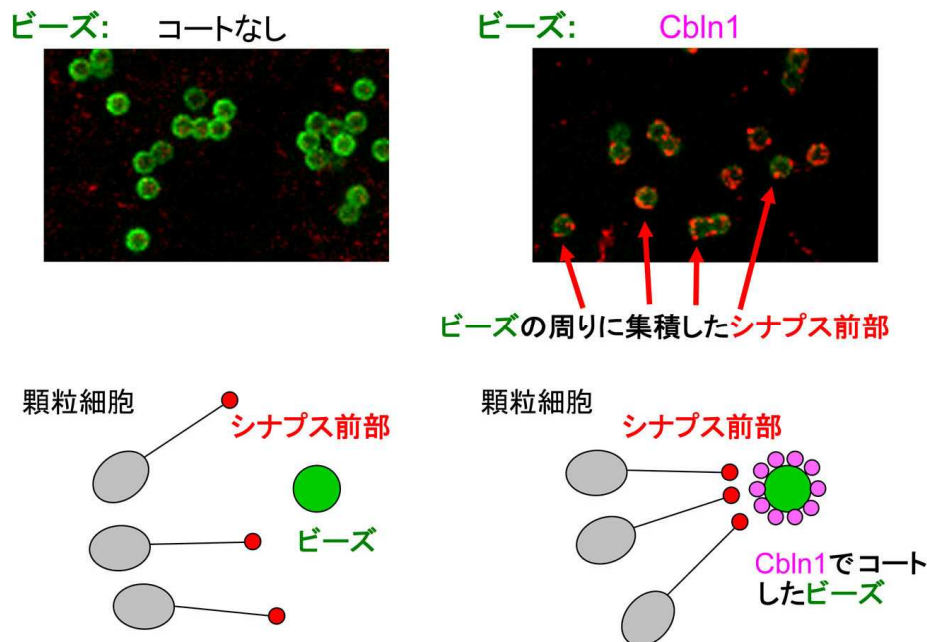 ビーズ: コートなし
ビーズ: Cbln1
ビーズの周りに集積したシナプス前部
顆粒細胞
シナプス前部
ビーズ
顆粒細胞
シナプス前部
Cbln1でコート
したビーズ